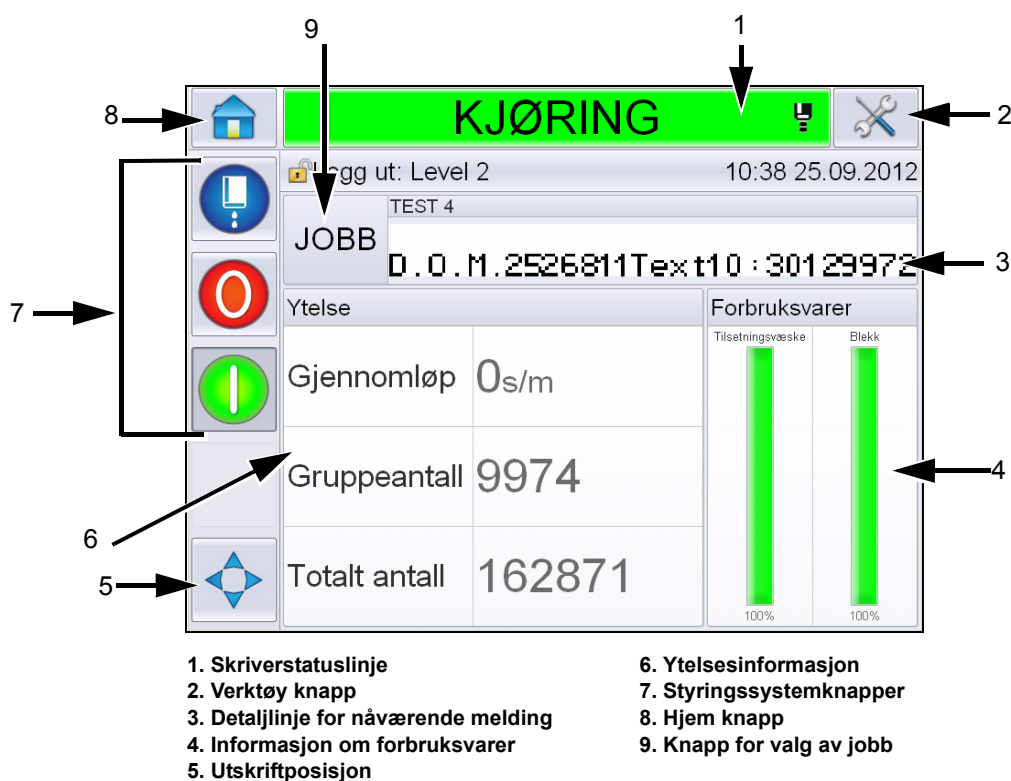 9
1
8
KJØRING
2
Logg ut: Level 2
10:38 25.09.2012
7
JOBB
TEST 4
D.O.M.2526811Text10:30129972
3
Ytelse
Forbruksvarer
Tilsetningsvæske
Blekk
Gjennomløp
0s/m
Gruppeantall
9974
4
6
Totalt antall
162871
5
100%
100%
1. Skriverstatuslinje
2. Verktøy knapp
3. Detaljlinje for nåværende melding
4. Informasjon om forbruksvarer
5. Utskriftposisjon
6. Ytelsesinformasjon
7. Styringssystemknapper
8. Hjem knapp
9. Knapp for valg av jobb